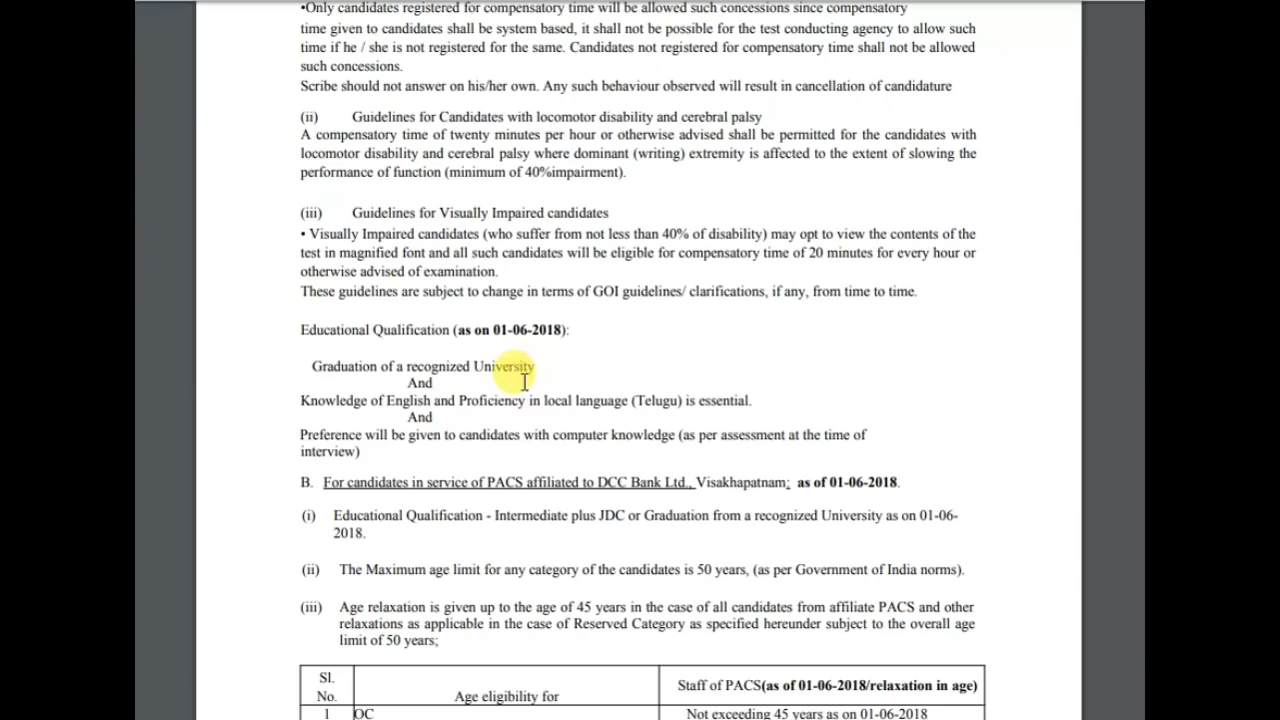 •Only candidates registered for compensatory time will be allowed such concessions since compensatory
time given to candidates shall be system based, it shall not be possible for the test conducting agency to allow such
time if he / she is not registered for the same. Candidates not registered for compensatory time shall not be allowed
such concessions.
Scribe should not answer on his/her own. Any such behaviour observed will result in cancellation of candidature
(ii) Guidelines for Candidates with locomotor disability and cerebral palsy
A compensatory time of twenty minutes per hour or otherwise advised shall be permitted for the candidates with
locomotor disability and cerebral palsy where dominant (writing) extremity is affected to the extent of slowing the
performance of function (minimum of 40%impairment).
(iii) Guidelines for Visually Impaired candidates
• Visually Impaired candidates (who suffer from not less than 40% of disability) may opt to view the contents of the
test in magnified font and all such candidates will be eligible for compensatory time of 20 minutes for every hour or
otherwise advised of examination.
These guidelines are subject to change in terms of GOI guidelines/ clarifications, if any, from time to time.
Educational Qualification (as on 01-06-2018):
Graduation of a recognized University
And
Knowledge of English and Proficiency in local language (Telugu) is essential.
And
Preference will be given to candidates with computer knowledge (as per assessment at the time of
interview)
B. For candidates in service of PACS affiliated to DCC Bank Ltd., Visakhapatnam; as of 01-06-2018.
(i) Educational Qualification - Intermediate plus JDC or Graduation from a recognized University as on 01-06-
2018.
(ii) The Maximum age limit for any category of the candidates is 50 years, (as per Government of India norms).
(iii) Age relaxation is given up to the age of 45 years in the case of all candidates from affiliate PACS and other
relaxations as applicable in the case of Reserved Category as specified hereunder subject to the overall age
limit of 50 years;
Sl.
No. Age eligibility for Staff of PACS(as of 01-06-2018/relaxation in age)
1 OC Not exceeding 45 years as on 01-06-2018